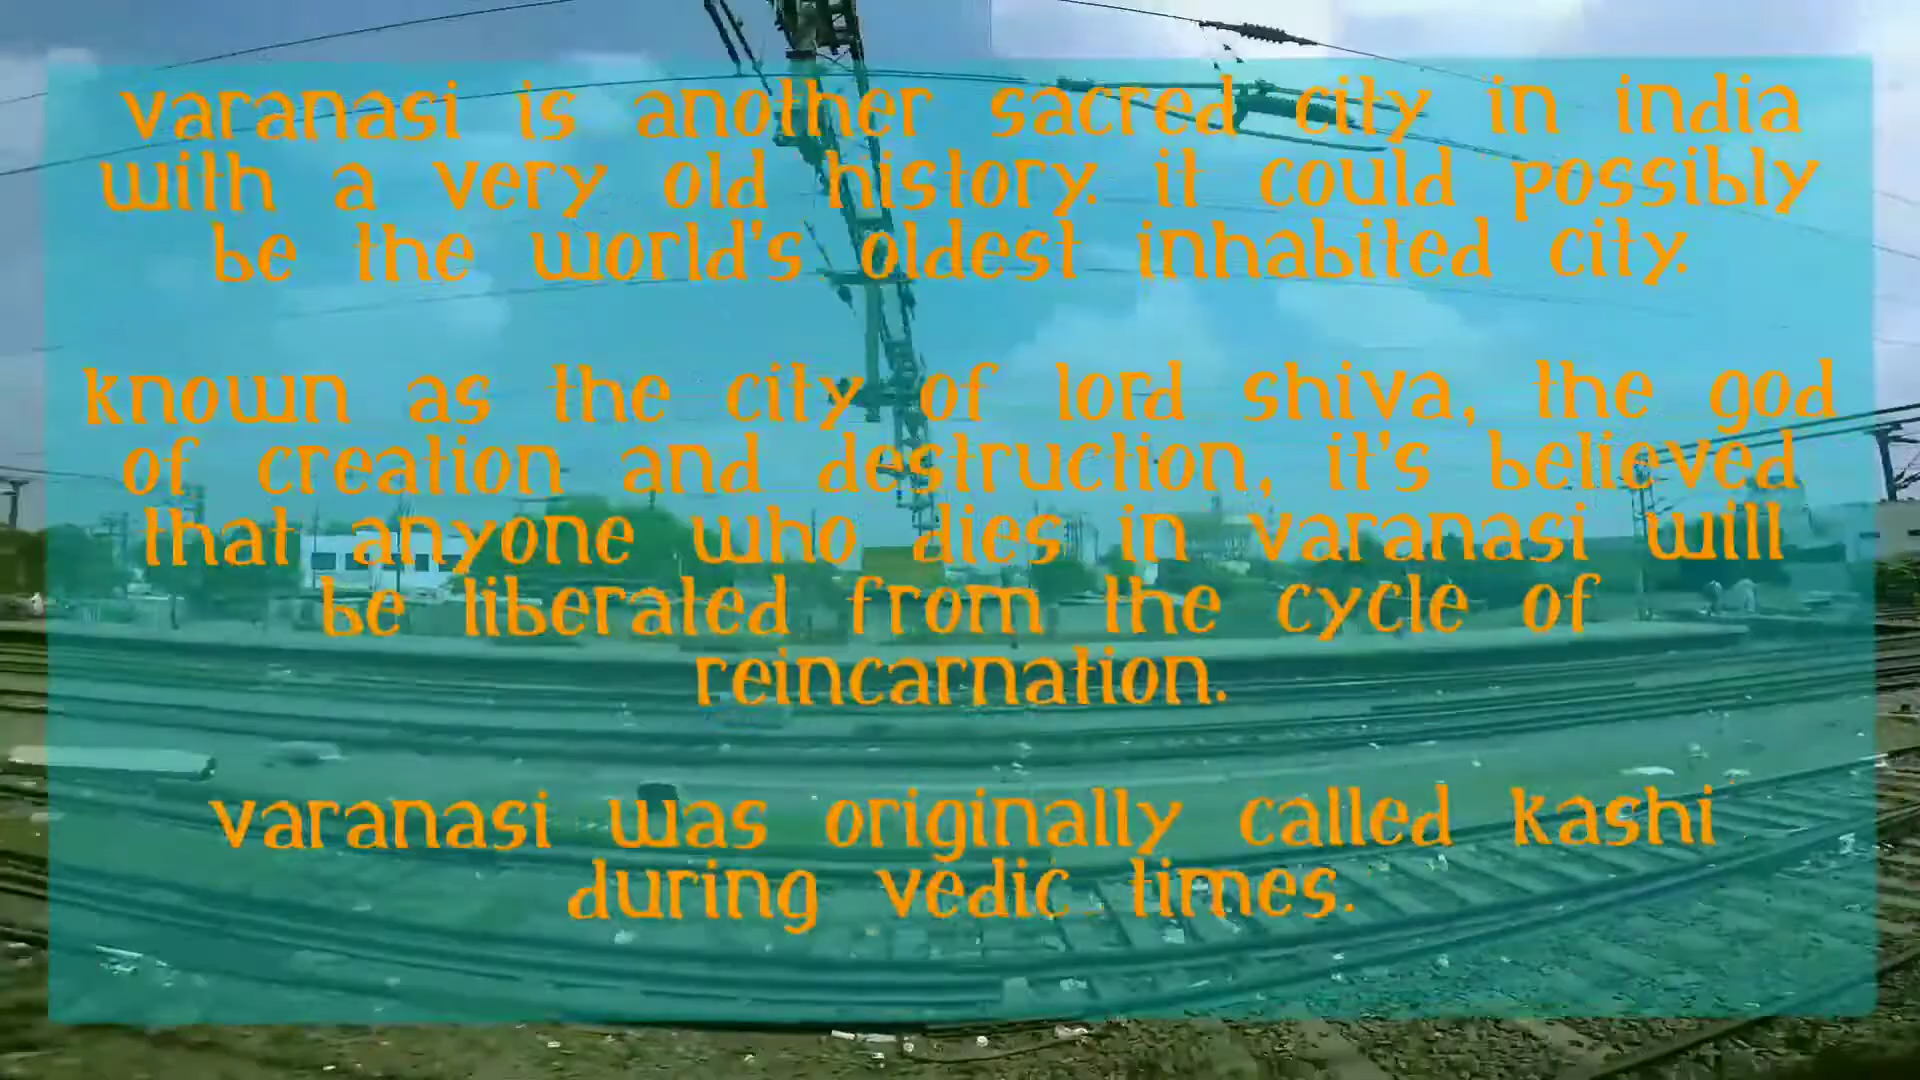 varanasi is another sacred city in india
with a very old history. it could possibly
be the world's oldest inhabited city.
known as the city of lord shiva, the god
of creation and destruction, it's believed
that anyone who dies in varanasi will
be liberated from the cycle of
reincarnation.
varanasi was originally called kashi
during vedic times.